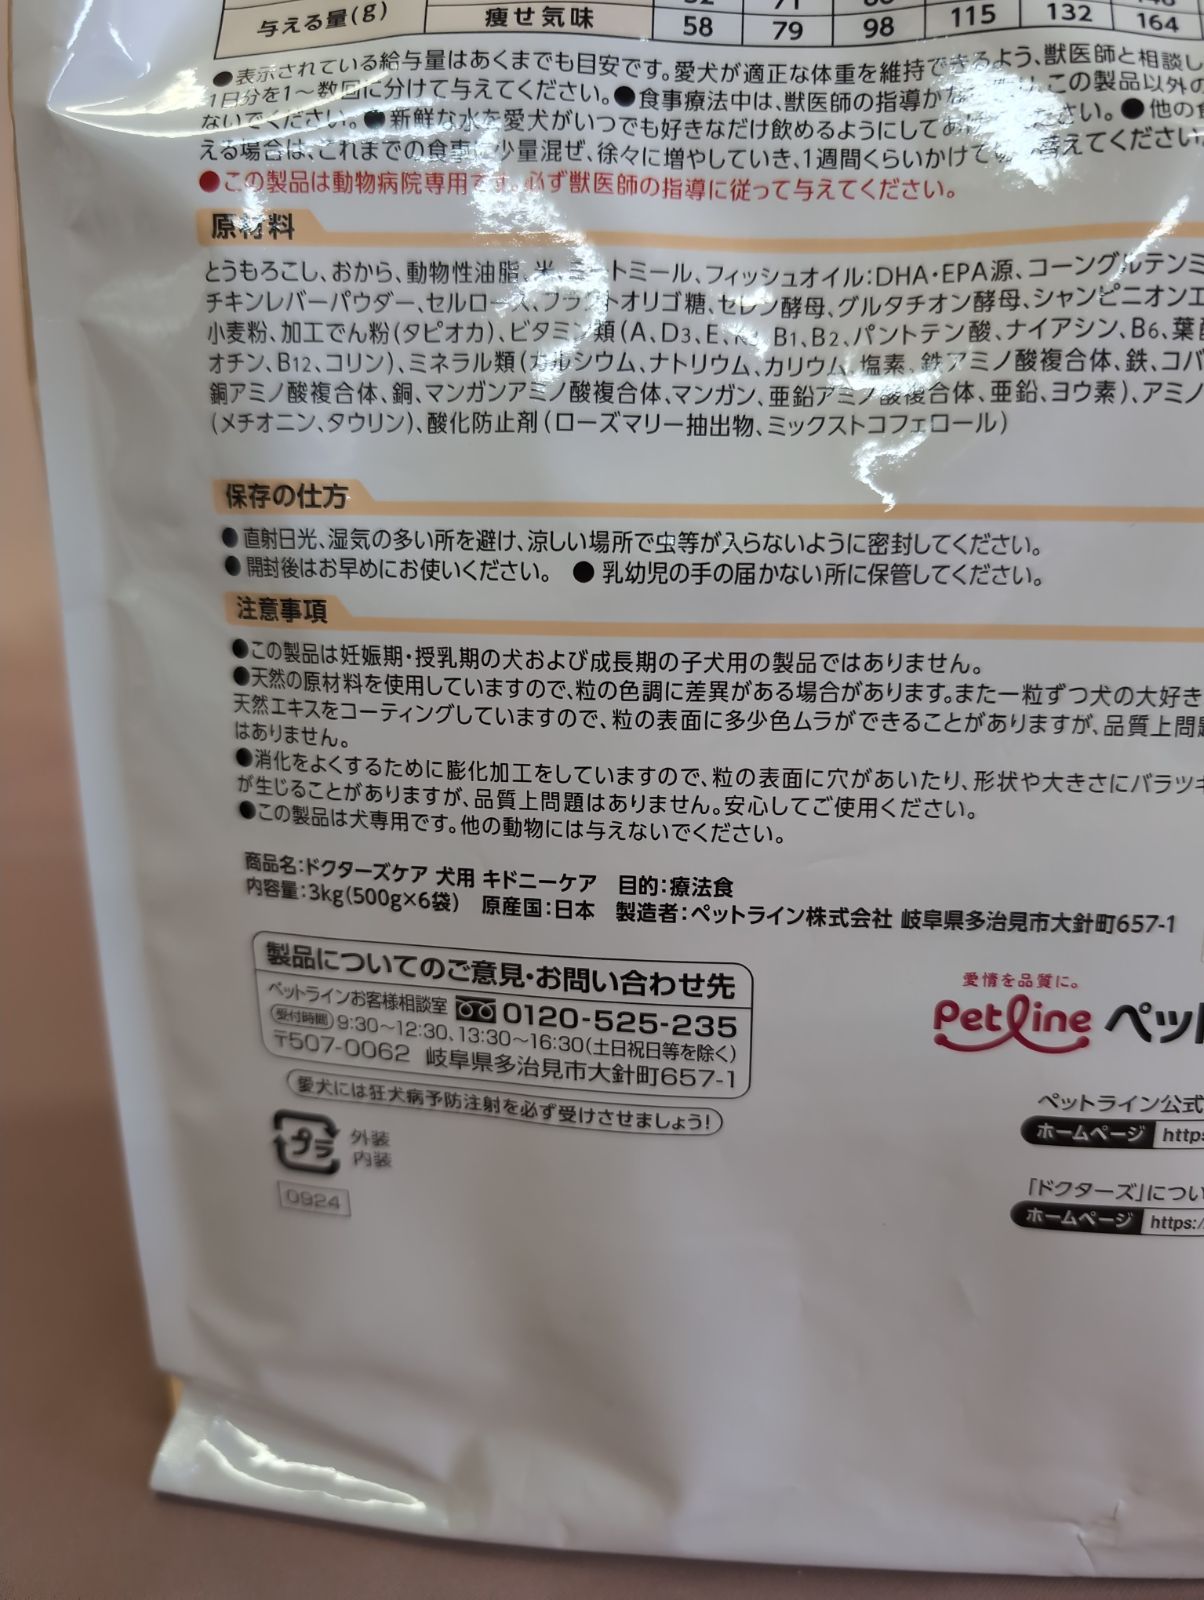 与える量(g) 痩せ気味 58 79 98 115 132 164
●表示されている給与量はあくまでも目安です。愛犬が適正な体重を維持できるよう、獣医師と相談し
1日分を1〜数回に分けて与えてください。●食事療法中は、獣医師の指導 この製品以外の
ないでください。●新鮮な水を愛犬がいつでも好きなだけ飲めるようにして さい。●他の
える場合は、これまでの食事に少量混ぜ、徐々に増やしていき、1週間くらいかけて 替えてください
●この製品は動物病院専用です。必ず獣医師の指導に従って与えてください。
原材料
とうもろこし、おから、動物性油脂、米、 トミール、フィッシュオイル:DHA・EPA源、コーングルテンミ
チキンレバーパウダー、セルロース、フラクトオリゴ糖、セレン酵母、グルタチオン酵母、シャンピニオンエ
小麦粉、加工でん粉(タピオカ)、ビタミン類(A、D3、E、K3、B1、B2、パントテン酸、ナイアシン、B6、葉酸
オチン、B12、コリン)、ミネラル類(カルシウム、ナトリウム、カリウム、塩素、鉄アミノ酸複合体、鉄、コバ
銅アミノ酸複合体、銅、マンガンアミノ酸複合体、マンガン、亜鉛アミノ酸複合体、亜鉛、ヨウ素)、アミノ
(メチオニン、タウリン)、酸化防止剤(ローズマリー抽出物、ミックストコフェロール)
保存の仕方
●直射日光、湿気の多い所を避け、涼しい場所で虫等が入らないように密封してください。
●開封後はお早めにお使いください。 ●乳幼児の手の届かない所に保管してください。
注意事項
●この製品は妊娠期・授乳期の犬および成長期の子犬用の製品ではありません。
●天然の原材料を使用していますので、粒の色調に差異がある場合があります。また一粒ずつ犬の大好き
天然エキスをコーティングしていますので、粒の表面に多少色ムラができることがありますが、品質上問題
はありません。
●消化をよくするために膨化加工をしていますので、粒の表面に穴があいたり、形状や大きさにバラツキ
が生じることがありますが、品質上問題はありません。安心してご使用ください。
●この製品は犬専用です。他の動物には与えないでください。
商品名:ドクターズケア 犬用 キドニーケア 目的:療法食
内容量:3kg(500g×6袋) 原産国:日本 製造者:ペットライン株式会社 岐阜県多治見市大針町657-1
製品についてのご意見・お問い合わせ先
ペットラインお客様相談室 0120-525-235
受付時間 9:30〜12:30、13:30〜16:30(土日祝日等を除く)
〒507-0062 岐阜県多治見市大針町657-1
愛犬には狂犬病予防注射を必ず受けさせましょう!
プラ 外装
内装
0924
愛情を品質に。
Petline ペッ
ペットライン公式
ホームページ https
「ドクターズ」につい
ホームページ https:/